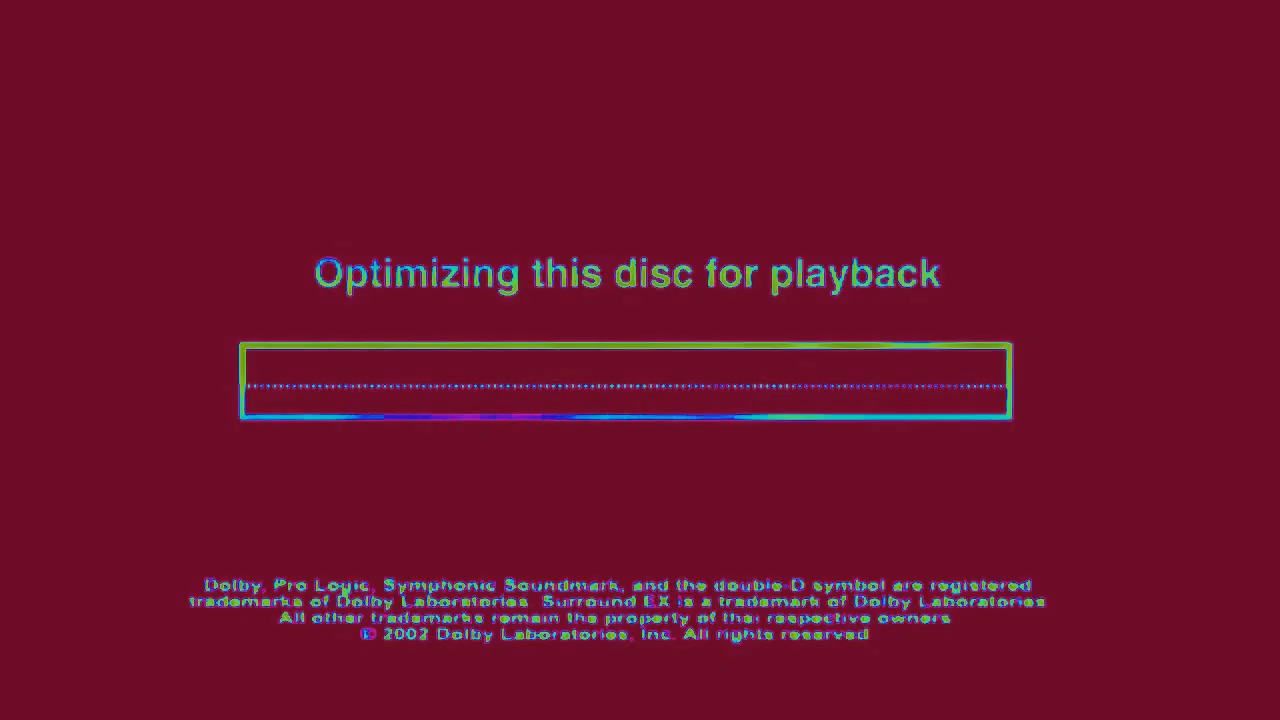 Optimizing this disc for playback
Dolby, Pro Logic, Symphonic Soundmark, and the double-D symbol are registered
trademarks of Dolby Laboratories. Surround EX is a trademark of Dolby Laboratories.
All other trademarks remain the property of their respective owners.
© 2002 Dolby Laboratories, Inc. All rights reserved.